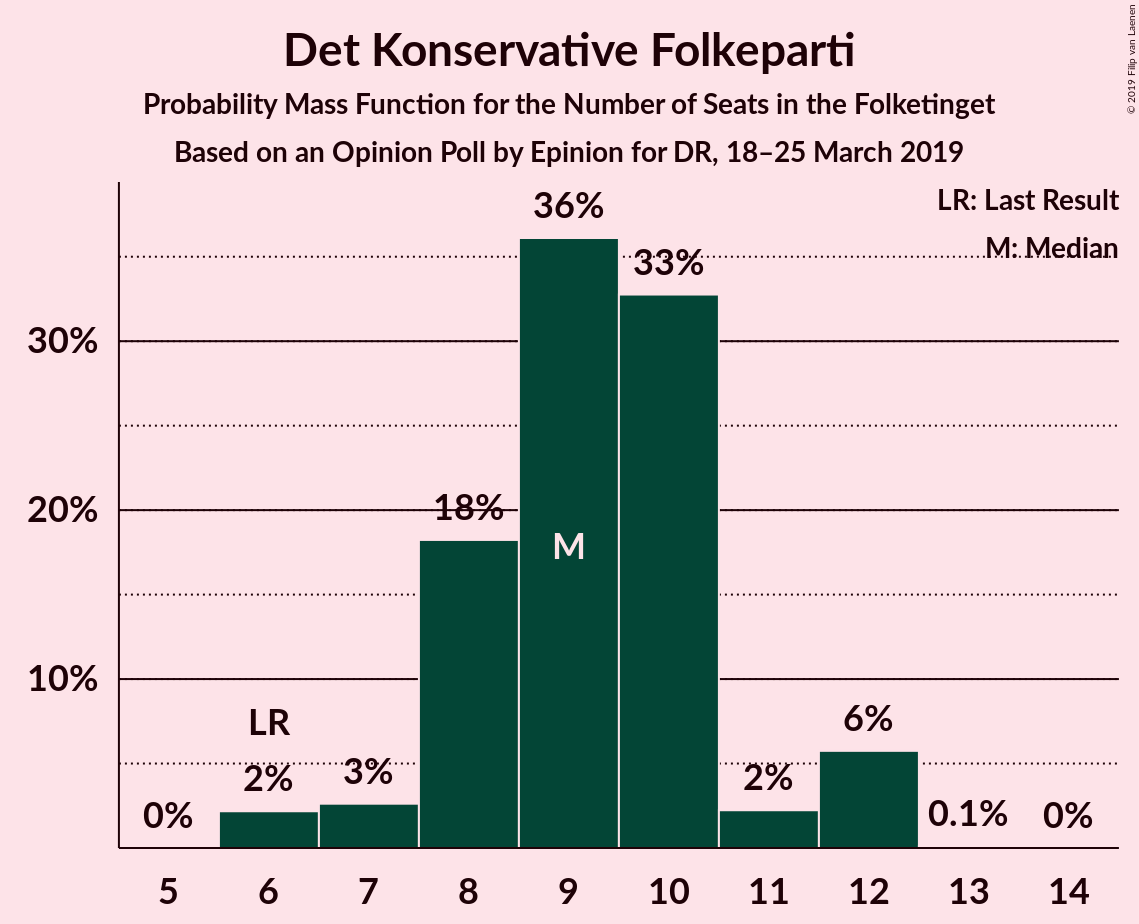 Det Konservative Folkeparti
Probability Mass Function for the Number of Seats in the Folketinget
Based on an Opinion Poll by Epinion for DR, 18–25 March 2019
© 2019 Filip van Laenen
LR: Last Result
M: Median
36%
33%
30%
20%
18%
M
10%
LR
6%
2%
3%
2%
0%
0.1%
0%
5 6 7 8 9 10 11 12 13 14